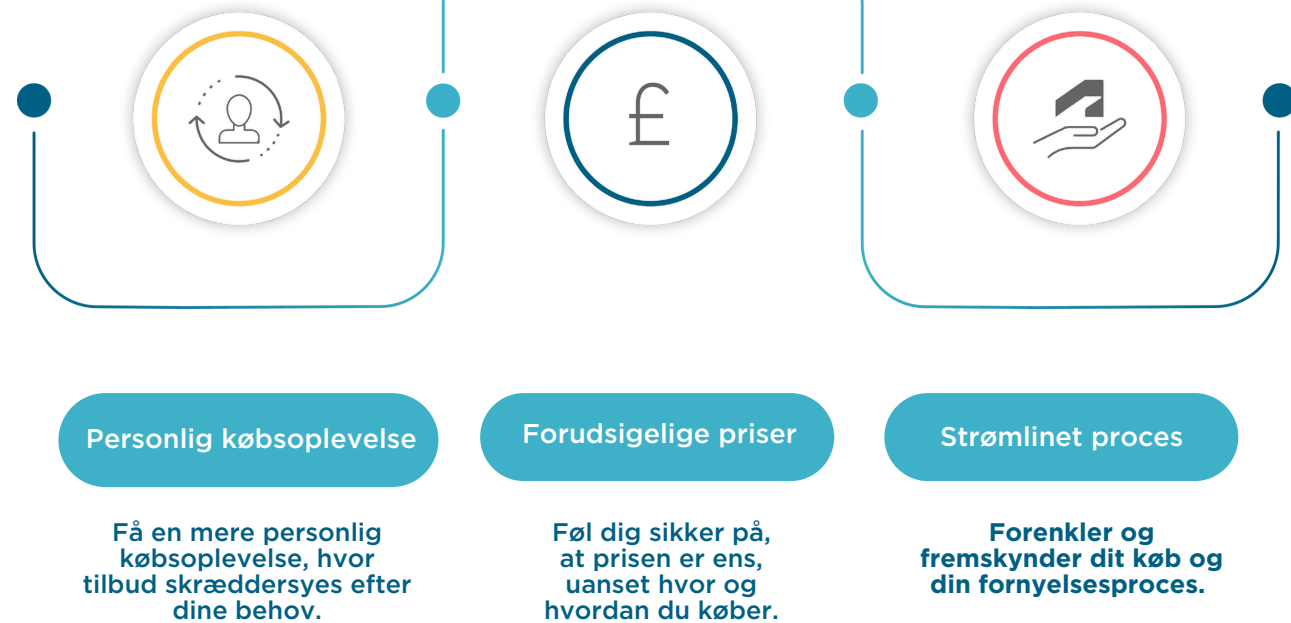 £
Personlig købsoplevelse
Forudsigelige priser
Strømlinet proces
Få en mere personlig
købsoplevelse, hvor
tilbud skræddersyes efter
dine behov.
Føl dig sikker på,
at prisen er ens,
uanset hvor og
hvordan du køber.
Forenkler og
fremskynder dit køb og
din fornyelsesproces.